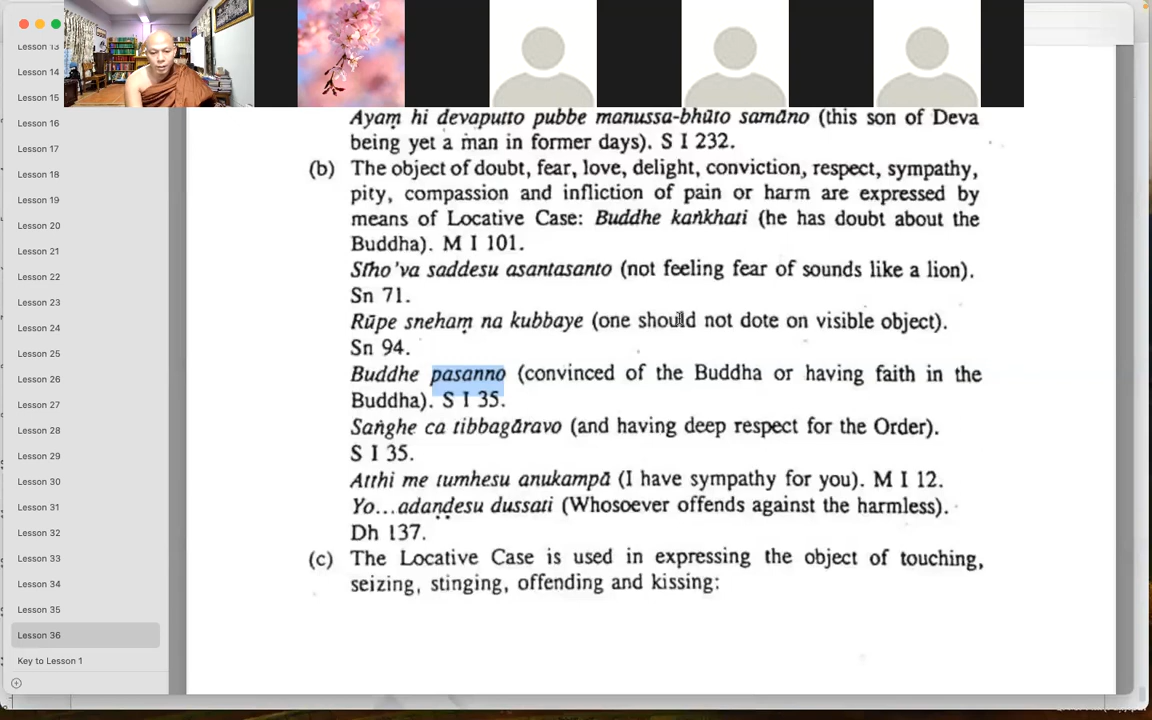 Lesson 13
Lesson 14
Lesson 15
Lesson 16
Lesson 17
Lesson 18
Lesson 19
Lesson 20
Lesson 21
Lesson 22
Lesson 23
Lesson 24
Lesson 25
Lesson 26
Lesson 27
Lesson 28
Lesson 29
Lesson 30
Lesson 31
Lesson 32
Lesson 33
Lesson 34
Lesson 35
Lesson 36
Key to Lesson 1
Ayaṃ hi devaputto pubbe manussa-bhūto samāno (this son of Deva
being yet a man in former days). S I 232.
(b) The object of doubt, fear, love, delight, conviction, respect, sympathy,
pity, compassion and infliction of pain or harm are expressed by
means of Locative Case: Buddhe kaṅkhati (he has doubt about the
Buddha). M I 101.
Sīho'va saddesu asantasanto (not feeling fear of sounds like a lion).
Sn 71.
Rūpe snehaṃ na kubbaye (one should not dote on visible object).
Sn 94.
Buddhe pasanno (convinced of the Buddha or having faith in the
Buddha). S I 35.
Saṅghe ca tibbagāravo (and having deep respect for the Order).
S I 35.
Atthi me tumhesu anukampā (I have sympathy for you). M I 12.
Yo...adaṇḍesu dussati (Whosoever offends against the harmless).
Dh 137.
(c) The Locative Case is used in expressing the object of touching,
seizing, stinging, offending and kissing: